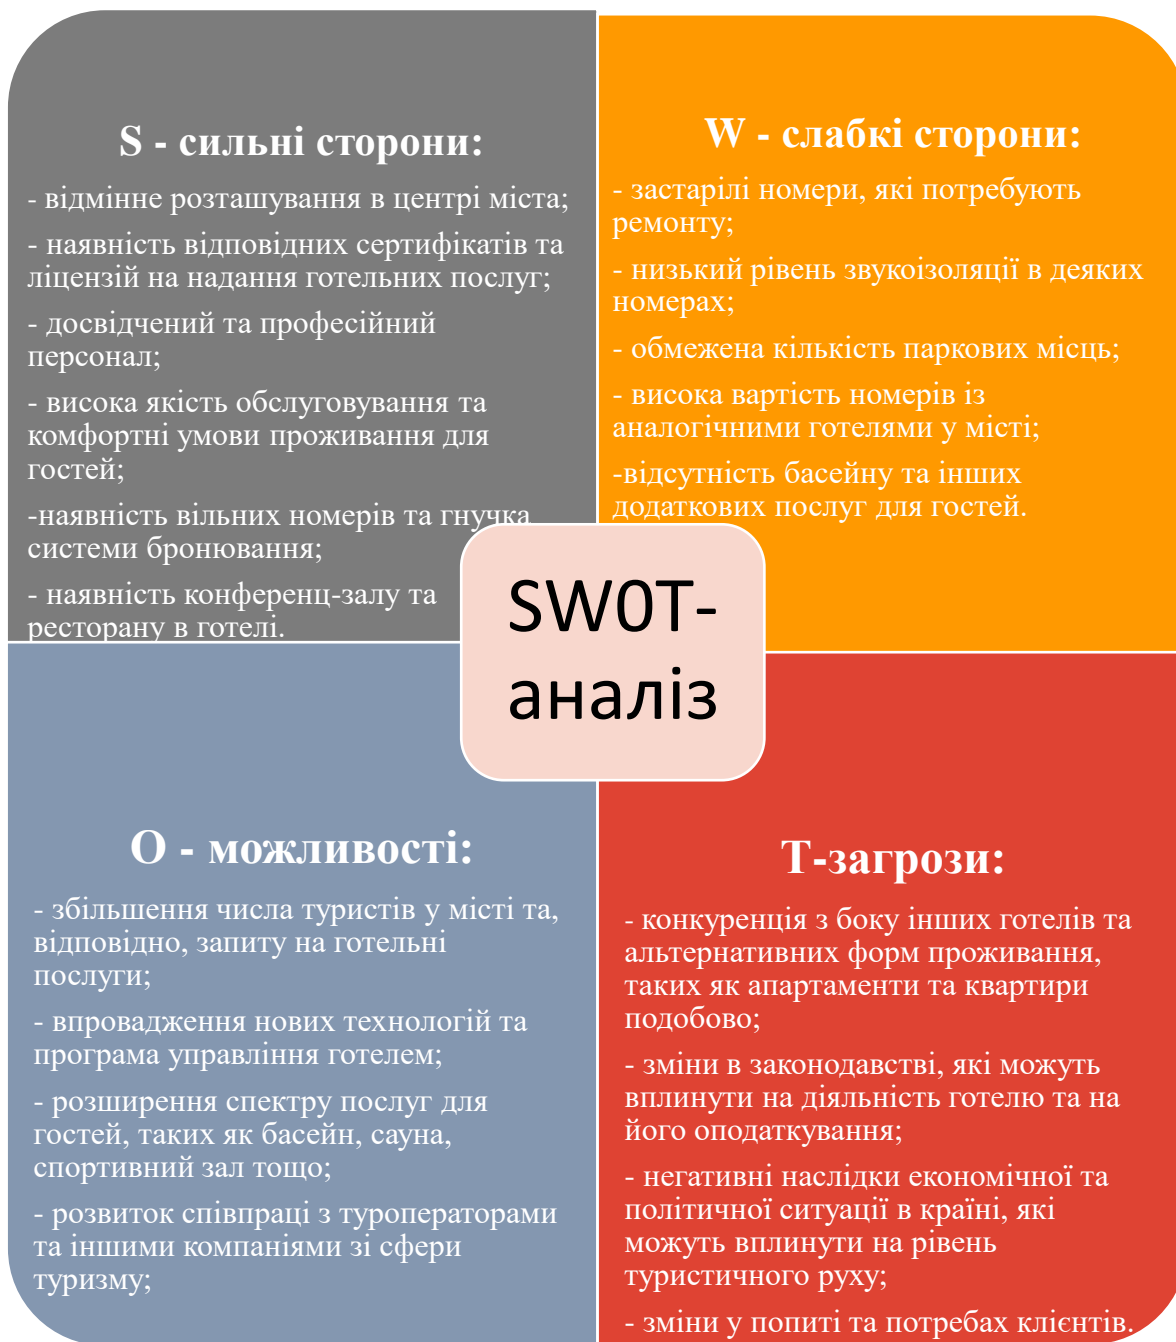 S - сильні сторони:
- відмінне розташування в центрі міста;
- наявність відповідних сертифікатів та
ліцензій на надання готельних послуг;
- досвідчений та професійний
персонал;
- висока якість обслуговування та
комфортні умови проживання для
гостей;
-наявність вільних номерів та гнучка
системи бронювання;
- наявність конференц-залу та
ресторану в готелі.
W - слабкі сторони:
- застарілі номери, які потребують
ремонту;
- низький рівень звукоізоляції в деяких
номерах;
- обмежена кількість паркових місць;
- висока вартість номерів із
аналогічними готелями у місті;
-відсутність басейну та інших
додаткових послуг для гостей.
SW0T-
аналіз
О - можливості:
- збільшення числа туристів у місті та,
відповідно, запиту на готельні
послуги;
- впровадження нових технологій та
програма управління готелем;
- розширення спектру послуг для
гостей, таких як басейн, сауна,
спортивний зал тощо;
- розвиток співпраці з туроператорами
та іншими компаніями зі сфери
туризму;
Т-загрози:
- конкуренція з боку інших готелів та
альтернативних форм проживання,
таких як апартаменти та квартири
подобово;
- зміни в законодавстві, які можуть
вплинути на діяльність готелю та на
його оподаткування;
- негативні наслідки економічної та
політичної ситуації в країні, які
можуть вплинути на рівень
туристичного руху;
- зміни у попиті та потребах клієнтів.